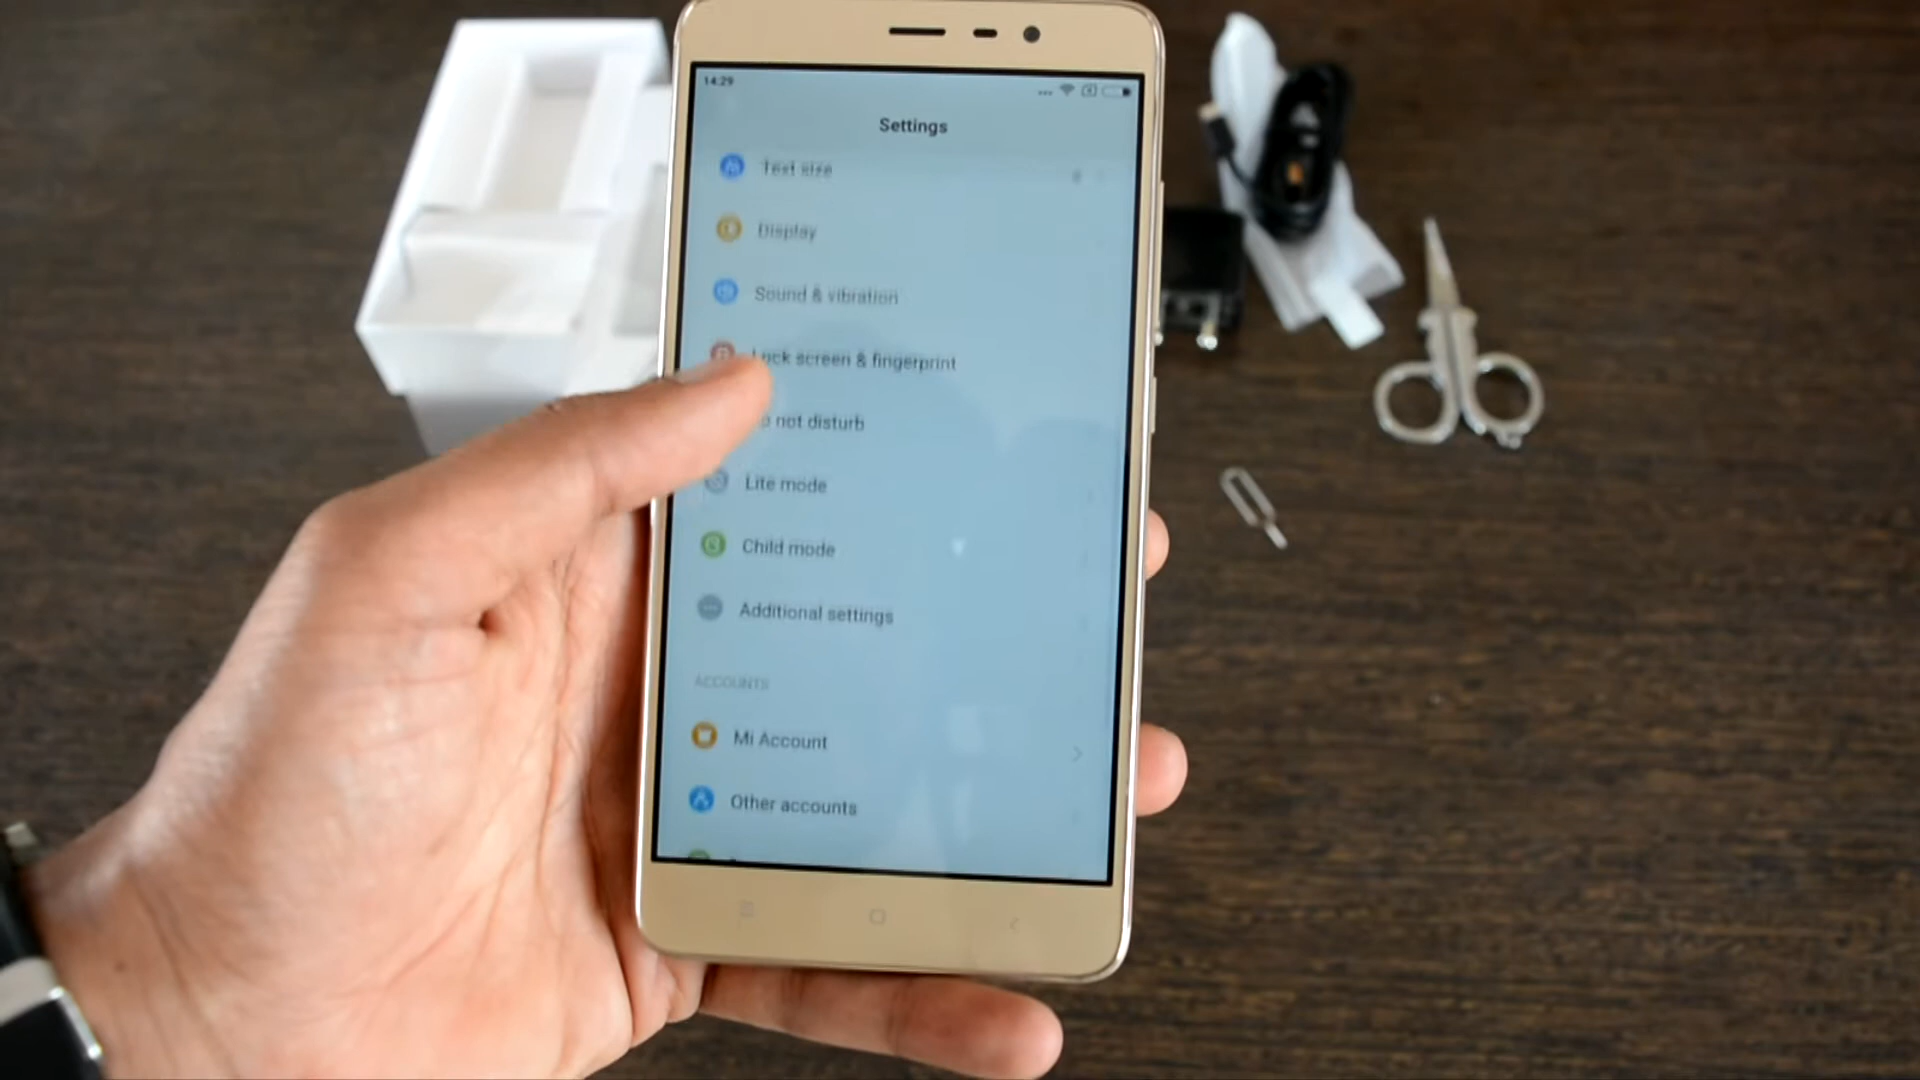 14:29
Settings
Text size
Display
Sound & vibration
Lock screen & fingerprint
o not disturb
Lite mode
Child mode
Additional settings
ACCOUNTS
Mi Account
Other accounts